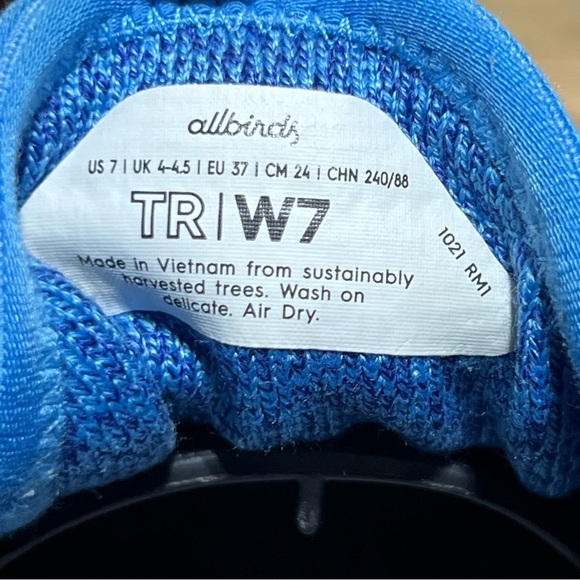 allbirds
US 7 | UK 4-4.5 | EU 37 | CM 24 | CHN 240/88
TR|W7
Made in Vietnam from sustainably
harvested trees. Wash on
delicate. Air Dry.
1021 RM1